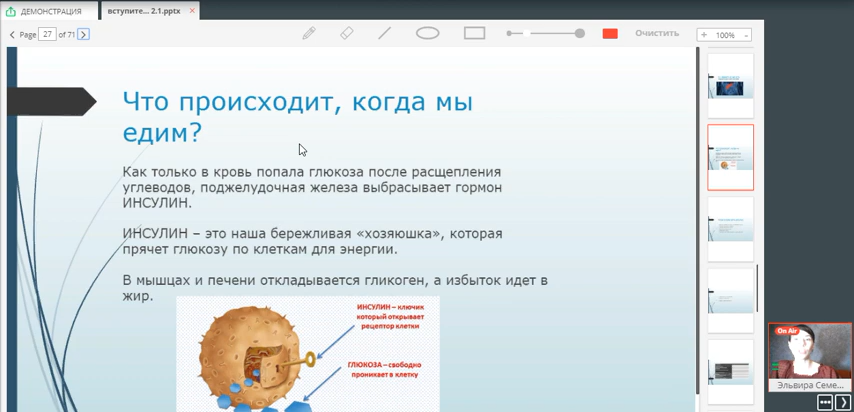 ДЕМОНСТРАЦИЯ
вступите... 2.1.pptx
Page 27 of 71
Очистить
100%
Что происходит, когда мы
едим?
Как только в кровь попала глюкоза после расщепления
углеводов, поджелудочная железа выбрасывает гормон
ИНСУЛИН.
ИНСУЛИН – это наша бережливая «хозяюшка», которая
прячет глюкозу по клеткам для энергии.
В мышцах и печени откладывается гликоген, а избыток идет в
жир.
ИНСУЛИН – ключик
который открывает
рецептор клетки
ГЛЮКОЗА – свободно
проникает в клетку
On Air
Эльвира Семе...